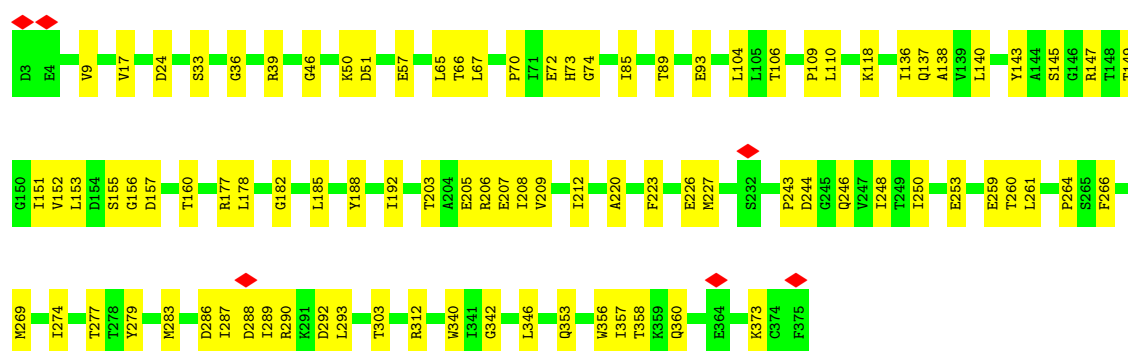 D3 E4 V9 V17 D24 S33 G36 R39 G46 K50 D51 E57 L65 T66 L67 P70 I71 E72 H73 G74 I85 T89 E93 L104 L105 T106 P109 L110 K118 I136 Q137 A138 V139 L140 Y143 A144 S145 G146 R147 T148 T149
G150 I151 V152 L153 D154 S155 G156 D157 T160 R177 L178 G182 L185 Y188 I192 T203 A204 E205 R206 E207 I208 V209 I212 A220 F223 E226 M227 S232 P243 D244 G245 Q246 V247 I248 T249 I250 E253 E259 T260 L261 P264 S265 F266
M269 I274 T277 T278 Y279 M283 D286 I287 D288 I289 R290 K291 D292 L293 T303 R312 W340 I341 G342 L346 Q353 W356 I357 T358 K359 Q360 E364 K373 C374 F375